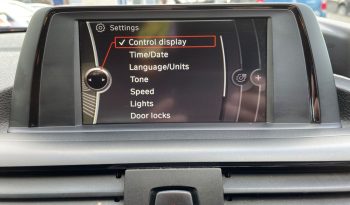 Settings
✓ Control display
Time/Date
Language/Units
Tone
Speed
Lights
Door locks